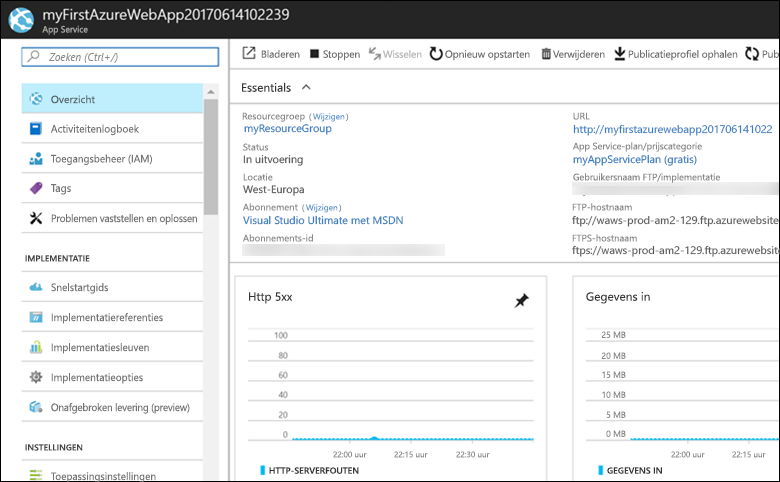 myFirstAzureWebApp20170614102239
App Service
Zoeken (Ctrl+/)
Overzicht
Activiteitenlogboek
Toegangsbeheer (IAM)
Tags
Problemen vaststellen en oplossen
IMPLEMENTATIE
Snelstartgids
Implementatiereferenties
Implementatiesleuven
Implementatieopties
Onafgebroken levering (preview)
INSTELLINGEN
Toepassingsinstellingen
Bladeren Stoppen Wisselen Opnieuw opstarten Verwijderen Publicatieprofiel ophalen Pub
Essentials
Resourcegroep (Wijzigen)
myResourceGroup
Status
In uitvoering
Locatie
West-Europa
Abonnement (Wijzigen)
Visual Studio Ultimate met MSDN
Abonnements-id
URL
http://myfirstazurewebapp201706141022
App Service-plan/prijscategorie
myAppServicePlan (gratis)
Gebruikersnaam FTP/implementatie
FTP-hostnaam
ftp://waws-prod-am2-129.ftp.azurewebsite
FTPS-hostnaam
ftps://waws-prod-am2-129.ftp.azurewebsi
Http 5xx
100
80
60
40
20
0
22:00 uur 22:15 uur 22:30 uur
HTTP-SERVERFOUTEN
Gegevens in
25 MB
20 MB
15 MB
10 MB
5 MB
0 MB
22:00 uur 22:15 uur
GEGEVENS IN